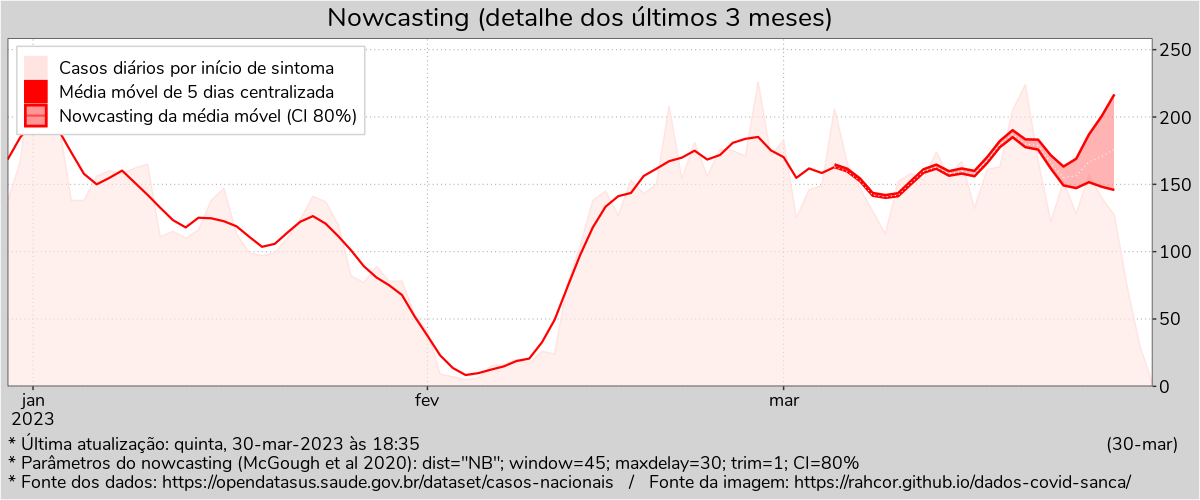 Nowcasting (detalhe dos últimos 3 meses)
Casos diários por início de sintoma
Média móvel de 5 dias centralizada
Nowcasting da média móvel (CI 80%)
250
200
150
100
50
0
jan
fev
mar
2023
* Última atualização: quinta, 30-mar-2023 às 18:35
(30-mar)
* Parâmetros do nowcasting (McGough et al 2020): dist="NB"; window=45; maxdelay=30; trim=1; CI=80%
* Fonte dos dados: https://opendatasus.saude.gov.br/dataset/casos-nacionais / Fonte da imagem: https://rahcor.github.io/dados-covid-sanca/